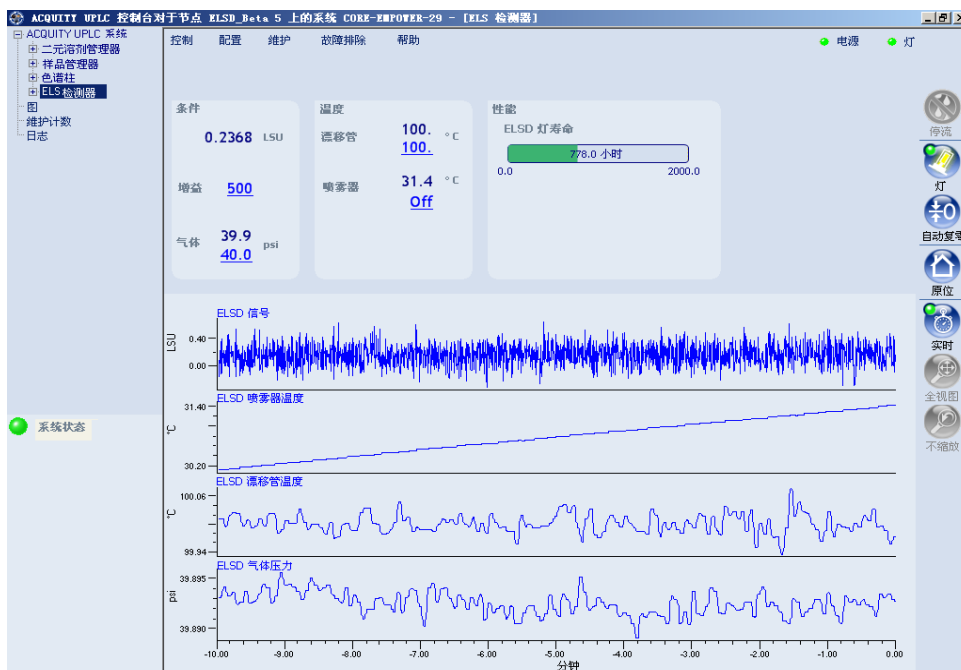 ACQUITY UPLC 控制台对于节点 ELSD_Beta 5 上的系统 CORE-EMPOWER-29 - [ELS 检测器]
ACQUITY UPLC 系统
二元溶剂管理器
样品管理器
色谱柱
ELS检测器
图
维护计数
日志
系统状态
控制 配置 维护 故障排除 帮助
电源 灯
条件
0.2368 LSU
增益 500
气体 39.9 psi
40.0
温度
漂移管 100. °C
100.
喷雾器 31.4 °C
Off
性能
ELSD 灯寿命
778.0 小时
0.0 2000.0
停流
灯
自动复零
原位
实时
全视图
不缩放
ELSD 信号
LSU
0.40
0.00
ELSD 喷雾器温度
°C
31.40
30.20
ELSD 漂移管温度
°C
100.06
99.94
ELSD 气体压力
psi
39.895
39.890
-10.00 -9.00 -8.00 -7.00 -6.00 -5.00 -4.00 -3.00 -2.00 -1.00 0.00
分钟